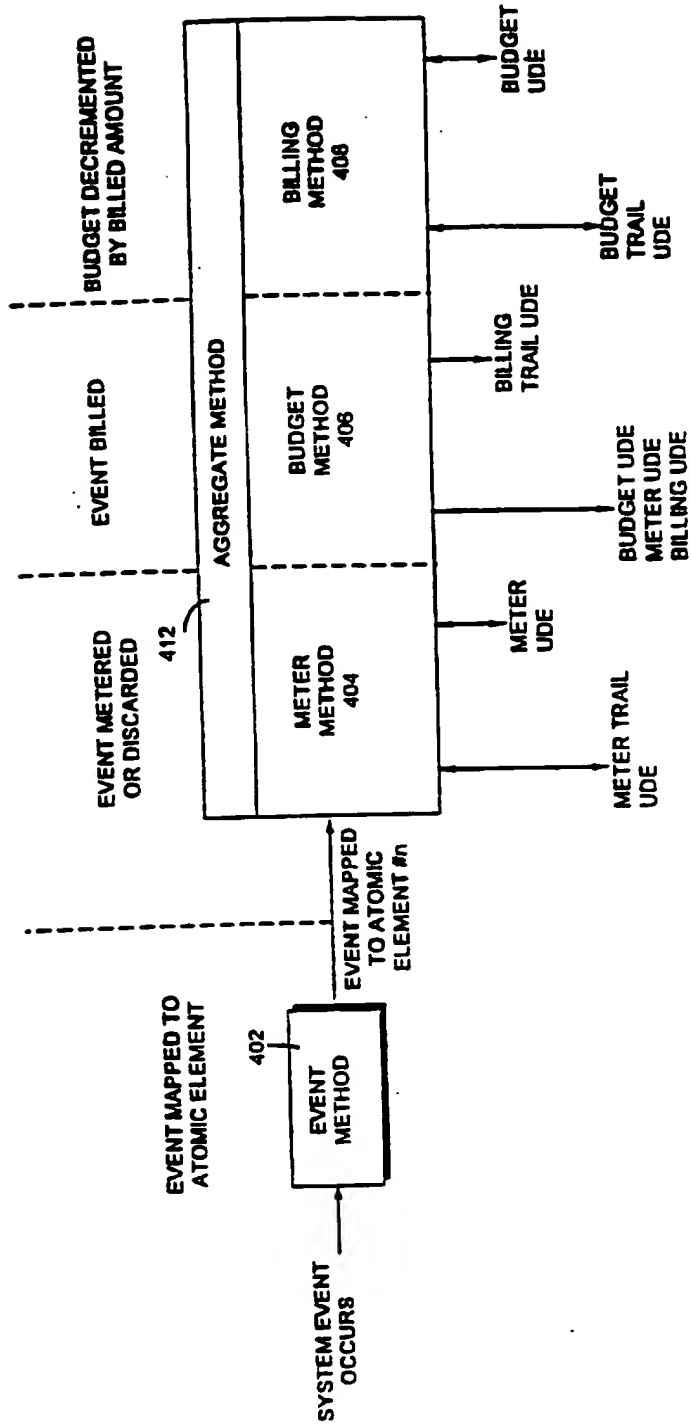 EVENT MAPPED TO
ATOMIC ELEMENT
EVENT METERED
OR DISCARDED
EVENT BILLED
BUDGET DECREMENTED
BY BILLED AMOUNT
SYSTEM EVENT
OCCURS
402
EVENT
METHOD
EVENT MAPPED
TO ATOMIC
ELEMENT #n
412
AGGREGATE METHOD
METER
METHOD
404
BUDGET
METHOD
406
BILLING
METHOD
408
METER TRAIL
UDE
METER
UDE
BUDGET UDE
METER UDE
BILLING UDE
BILLING
TRAIL UDE
BUDGET
TRAIL
UDE
BUDGET
UDE